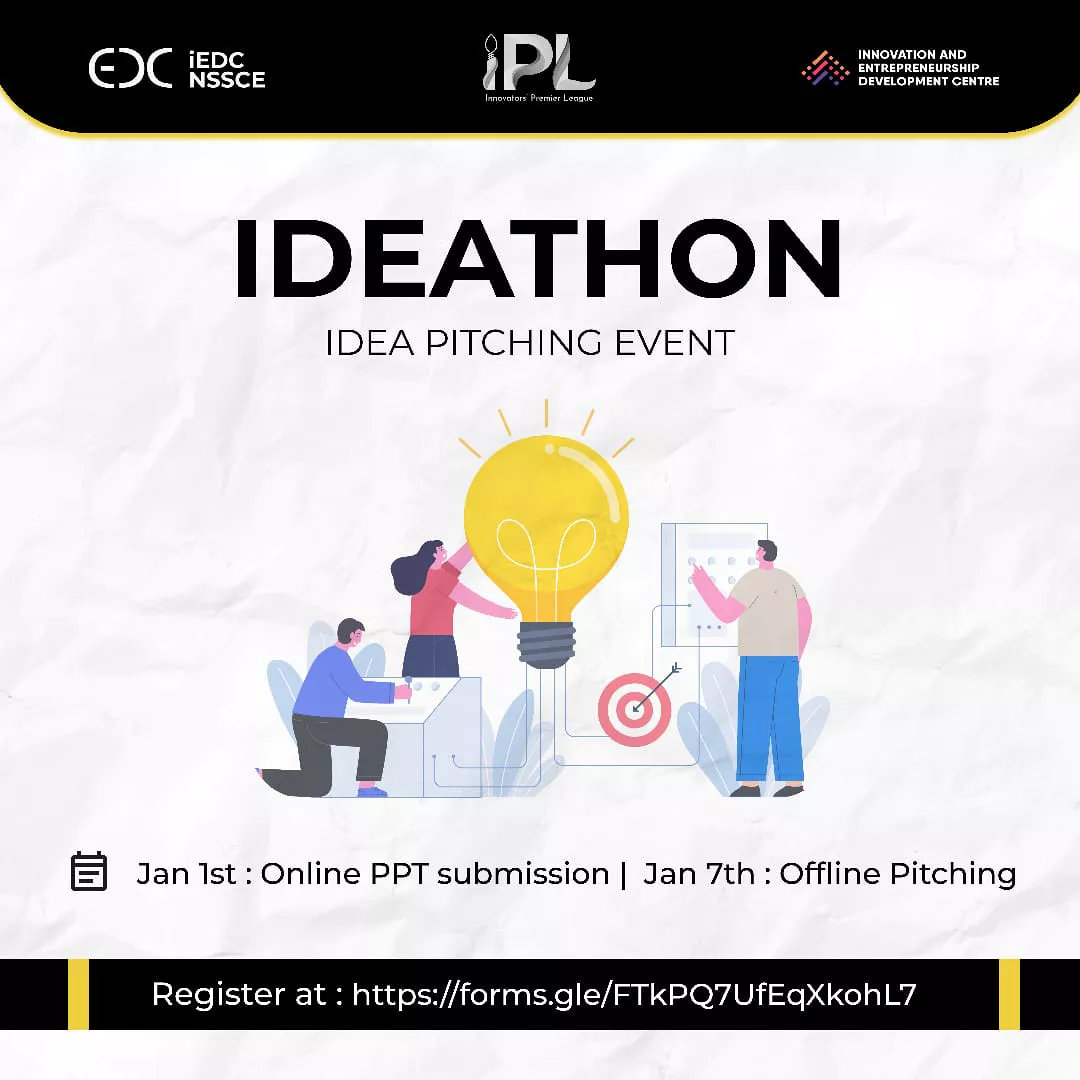 iEDC
NSSCE
iPL
Innovators' Premier League
INNOVATION AND
ENTREPRENEURSHIP
DEVELOPMENT CENTRE
IDEATHON
IDEA PITCHING EVENT
Jan 1st : Online PPT submission | Jan 7th : Offline Pitching
Register at : https://forms.gle/FTkPQ7UfEqXkohL7